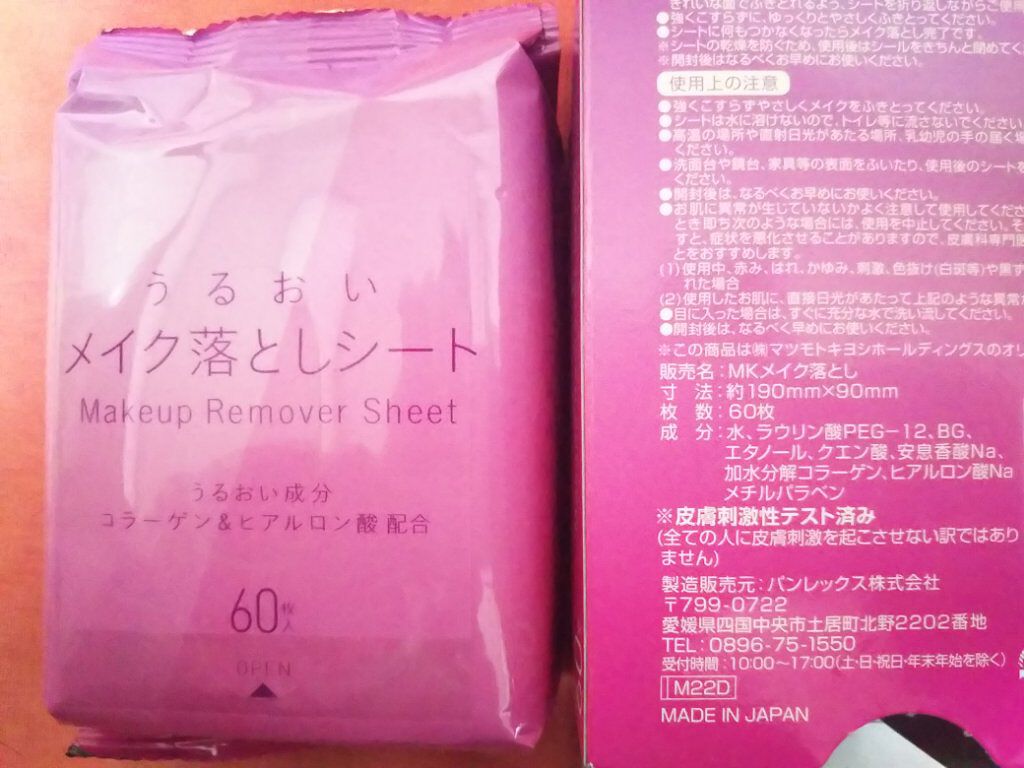 うるおい
メイク落としシート
Makeup Remover Sheet
うるおい成分
コラーゲン&ヒアルロン酸 配合
60枚入
OPEN
きれいな面でふきとれるよう、シートを折り返しながらご使用
●強くこすらずに、ゆっくりとやさしくふきとってください。
●シートに何もつかなくなったらメイク落とし完了です。
※シートの乾燥を防ぐため、使用後はシールをきちんと閉めてく
※開封後はなるべくお早めにお使いください。
使用上の注意
●強くこすらずやさしくメイクをふきとってください。
●シートは水に溶けないので、トイレ等に流さないでください
●高温の場所や直射日光があたる場所、乳幼児の手の届く場
ください。
●洗面台や鏡台、家具等の表面をふいたり、使用後のシートを
ください。
●開封後は、なるべくお早めにお使いください。
●お肌に異常が生じていないかよく注意して使用してくださ
とき即ち次のような場合には、使用を中止してください。そ
すと、症状を悪化させることがありますので、皮膚科専門医
とをおすすめします。
(1)使用中、赤み、はれ、かゆみ、刺激、色抜け(白斑等)や黒ず
れた場合
(2)使用したお肌に、直接日光があたって上記のような異常
●目に入った場合は、すぐに充分な水で洗い流してください。
●開封後は、なるべく早めにお使いください。
※この商品は㈱マツモトキヨシホールディングスのオリ
販売名:MKメイク落とし
寸 法:約190mm×90mm
枚 数:60枚
成 分:水、ラウリン酸PEG-12、BG、
エタノール、クエン酸、安息香酸Na、
加水分解コラーゲン、ヒアルロン酸Na
メチルパラベン
※皮膚刺激性テスト済み
(全ての人に皮膚刺激を起こさせない訳ではあり
ません)
製造販売元:バンレックス株式会社
〒799-0722
愛媛県四国中央市土居町北野2202番地
TEL:0896-75-1550
受付時間:10:00~17:00(土・日・祝日・年末年始を除く)
M22D
MADE IN JAPAN